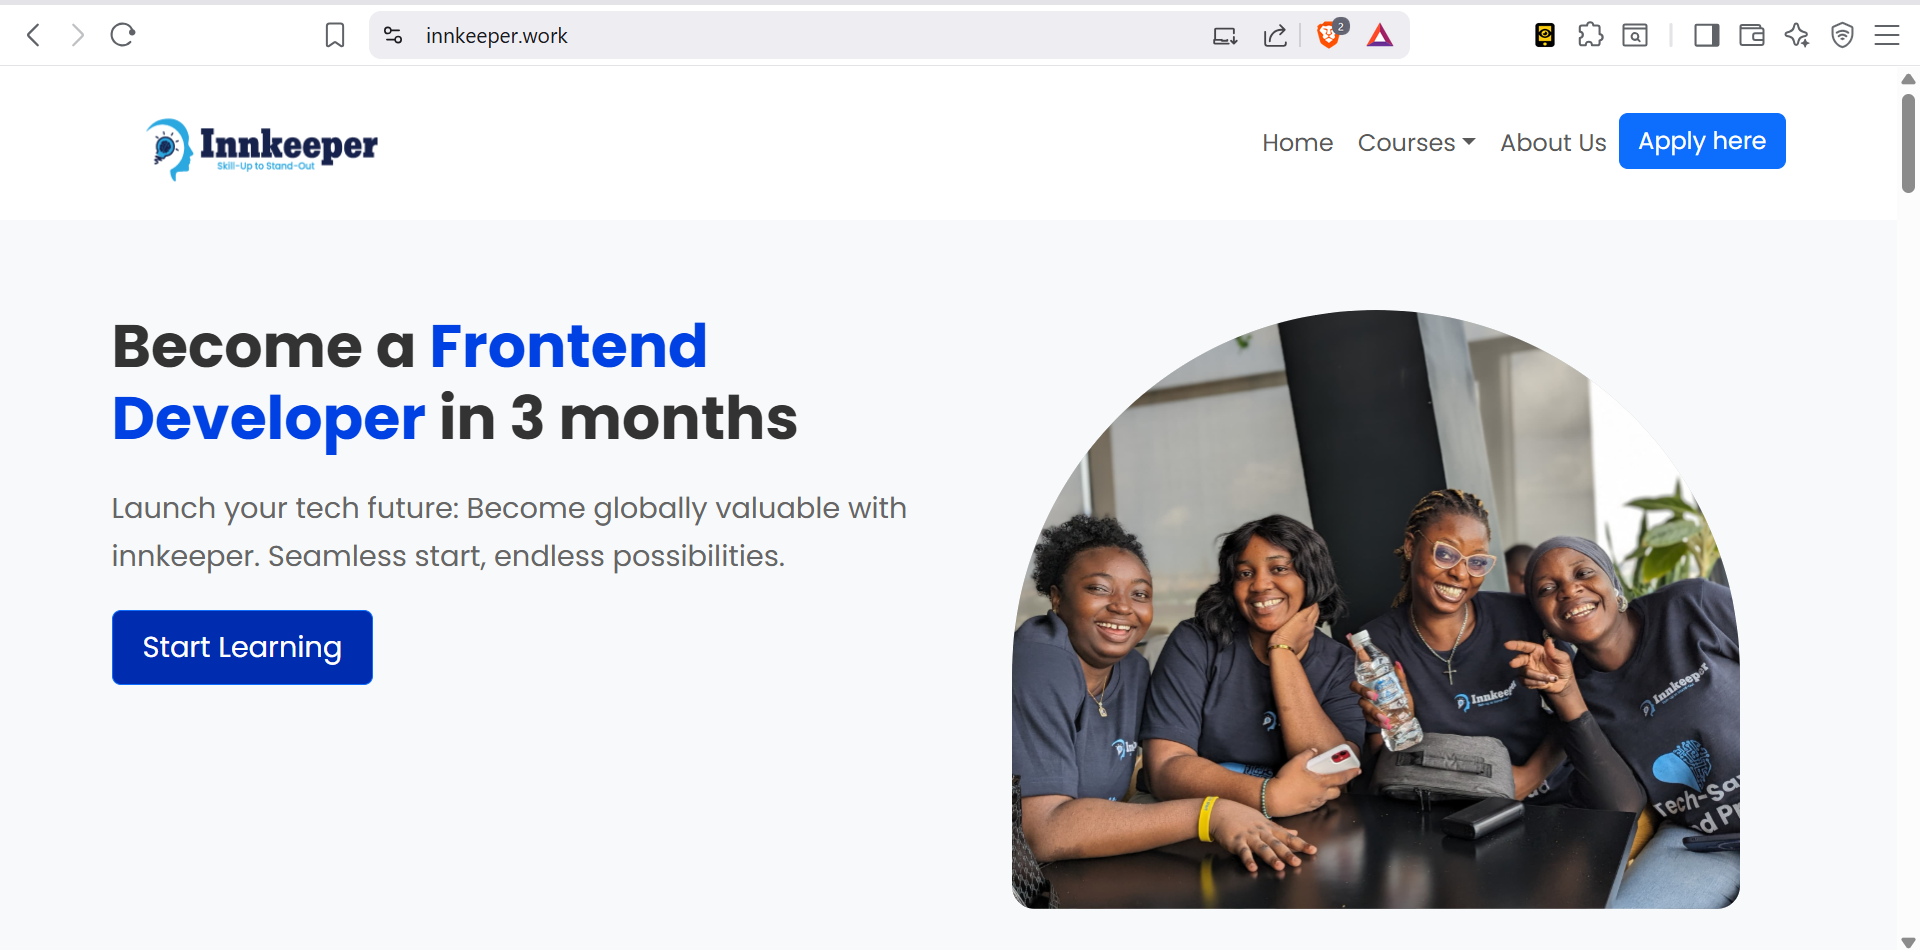 innkeeper.work
2
Innkeeper
Skill-Up to Stand-Out
Home
Courses
About Us
Apply here
Become a Frontend
Developer in 3 months
Launch your tech future: Become globally valuable with
innkeeper. Seamless start, endless possibilities.
Start Learning
Innkeeper
Innkeeper
Tech-Sa